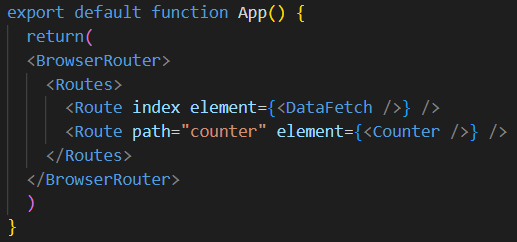 export default function App() {
  return(
  <BrowserRouter>
    <Routes>
      <Route index element={<DataFetch />} />
      <Route path="counter" element={<Counter />} />
    </Routes>
  </BrowserRouter>
  )
}